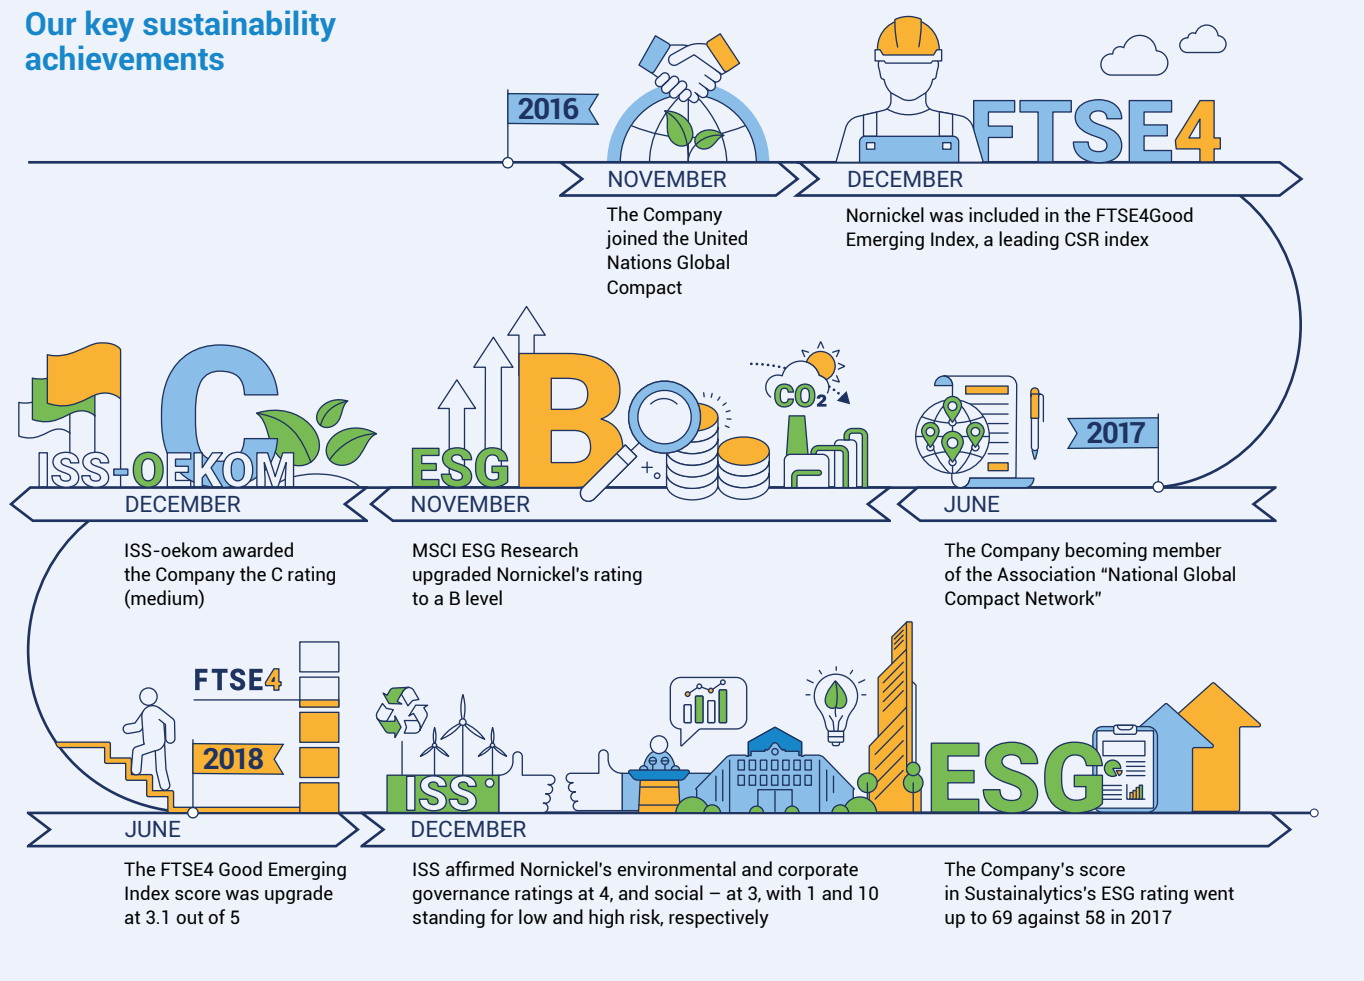 Our key sustainability
achievements
2016
FTSE4
NOVEMBER
The Company
joined the United
Nations Global
Compact
DECEMBER
Nornickel was included in the FTSE4Good
Emerging Index, a leading CSR index
2017
JUNE
The Company becoming member
of the Association “National Global
Compact Network”
CO2
ESG B
NOVEMBER
MSCI ESG Research
upgraded Nornickel's rating
to a B level
C
ISS-OEKOM
DECEMBER
ISS-oekom awarded
the Company the C rating
(medium)
FTSE4
2018
JUNE
The FTSE4 Good Emerging
Index score was upgrade
at 3.1 out of 5
ISS
DECEMBER
ISS affirmed Nornickel's environmental and corporate
governance ratings at 4, and social – at 3, with 1 and 10
standing for low and high risk, respectively
ESG
The Company's score
in Sustainalytics's ESG rating went
up to 69 against 58 in 2017